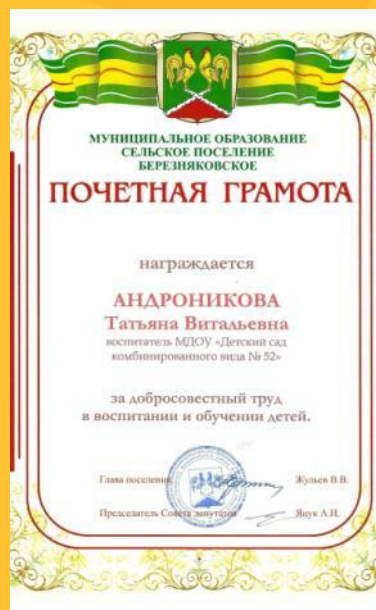 МУНИЦИПАЛЬНОЕ ОБРАЗОВАНИЕ
СЕЛЬСКОЕ ПОСЕЛЕНИЕ
БЕРЕЗНЯКОВСКОЕ
ПОЧЕТНАЯ ГРАМОТА
награждается
АНДРОНИКОВА
Татьяна Витальевна
воспитатель МДОУ «Детский сад
комбинированного вида № 52»
за добросовестный труд
в воспитании и обучении детей.
Глава поселения Жульев В.В.
Председатель Совета депутатов Яцук А.И.